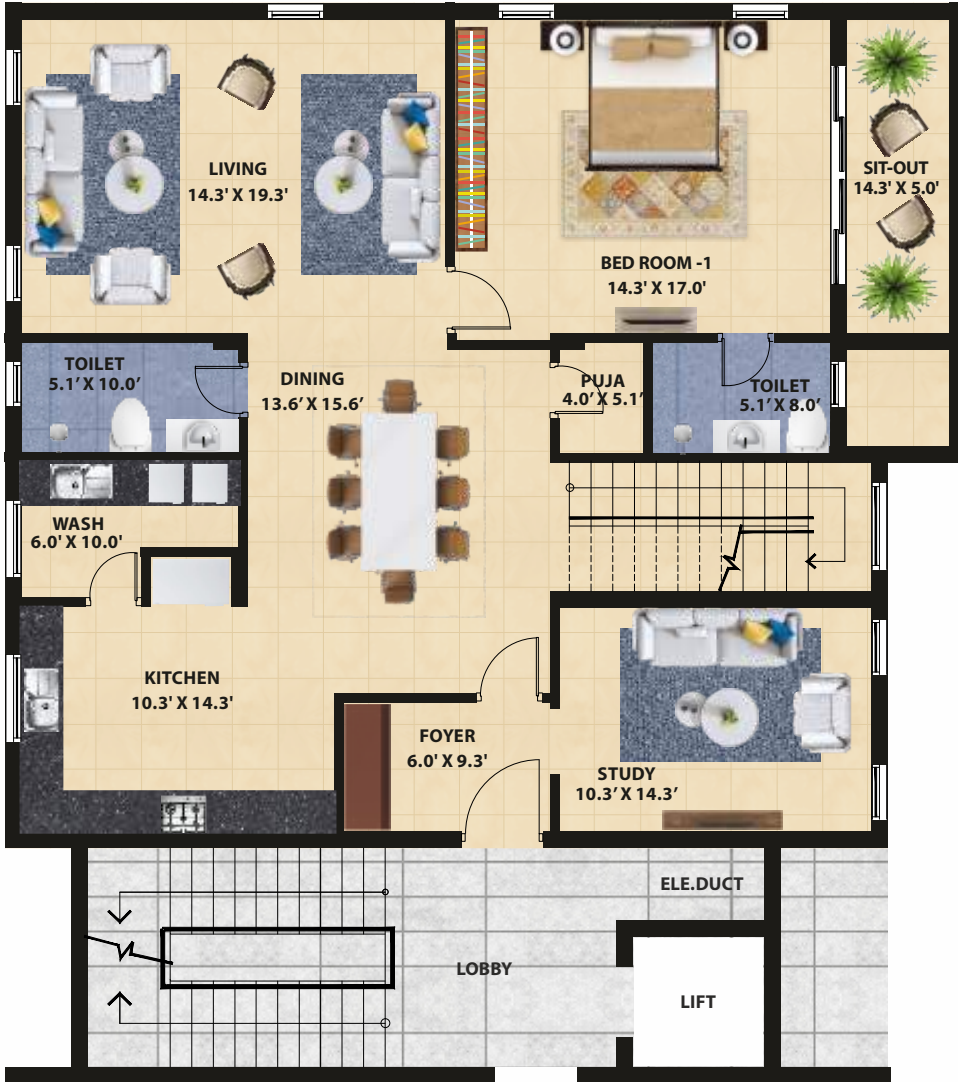 LIVING
14.3' X 19.3'
SIT-OUT
14.3' X 5.0'
BED ROOM -1
14.3' X 17.0'
TOILET
5.1' X 10.0'
DINING
13.6' X 15.6'
PUJA
4.0' X 5.1'
TOILET
5.1' X 8.0'
WASH
6.0' X 10.0'
KITCHEN
10.3' X 14.3'
FOYER
6.0' X 9.3'
STUDY
10.3' X 14.3'
ELE.DUCT
LOBBY
LIFT